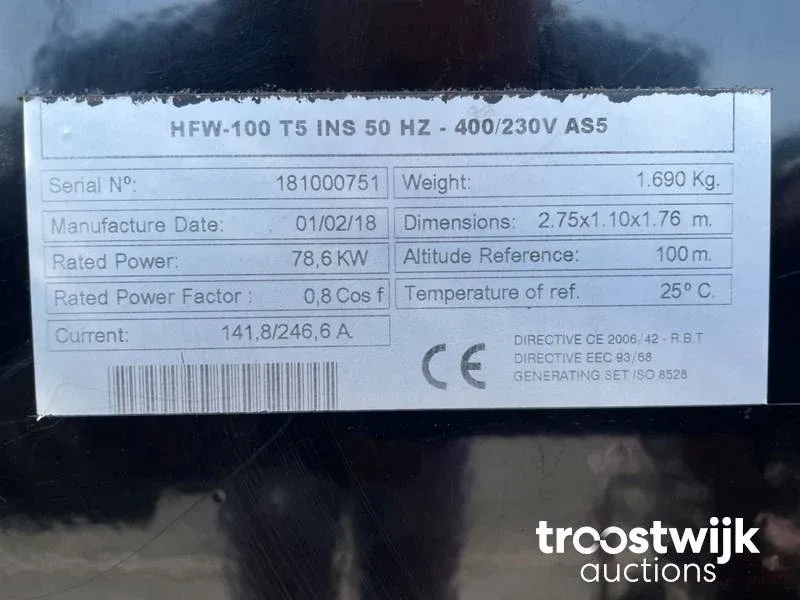 HFW-100 T5 INS 50 HZ - 400/230V AS5
Serial Nº: 181000751
Weight: 1.690 Kg.
Manufacture Date: 01/02/18
Dimensions: 2.75x1.10x1.76 m.
Rated Power: 78,6 KW
Altitude Reference: 100 m.
Rated Power Factor : 0,8 Cos f
Temperature of ref. 25º C.
Current: 141,8/246,6 A.
CE
DIRECTIVE CE 2006/42 - R.B.T
DIRECTIVE EEC 93/68
GENERATING SET ISO 8528
troostwijk
auctions